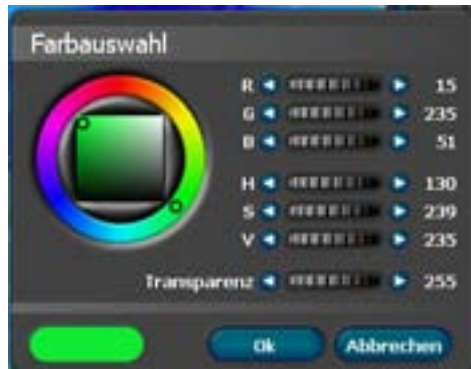 Farbauswahl
R 15
G 235
B 51
H 130
S 239
V 235
Transparenz 255
Ok Abbrechen